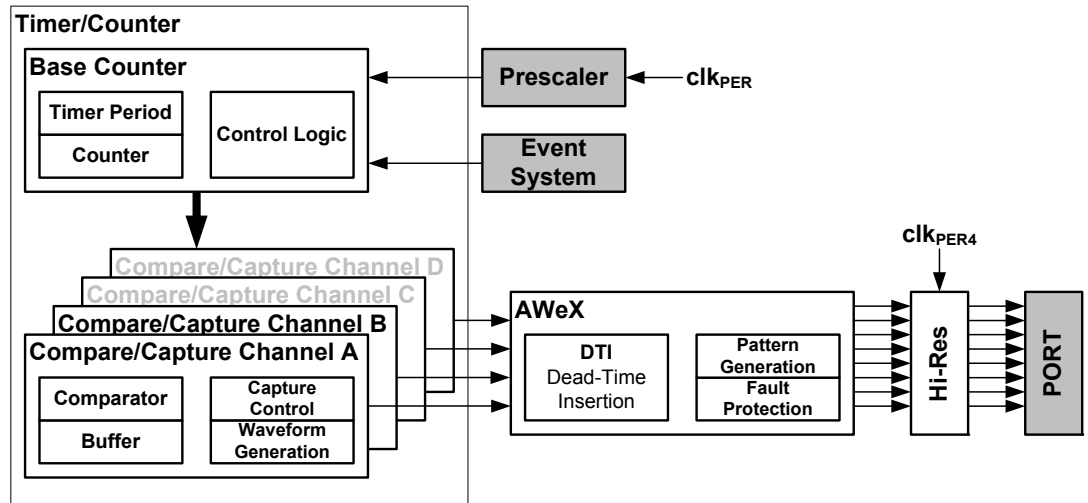 Timer/Counter
Base Counter
Timer Period
Counter
Control Logic
Prescaler
clkPER
Event
System
Compare/Capture Channel D
Compare/Capture Channel C
Compare/Capture Channel B
Compare/Capture Channel A
Comparator
Buffer
Capture
Control
Waveform
Generation
AWeX
DTI
Dead-Time
Insertion
Pattern
Generation
Fault
Protection
clkPER4
Hi-Res
PORT